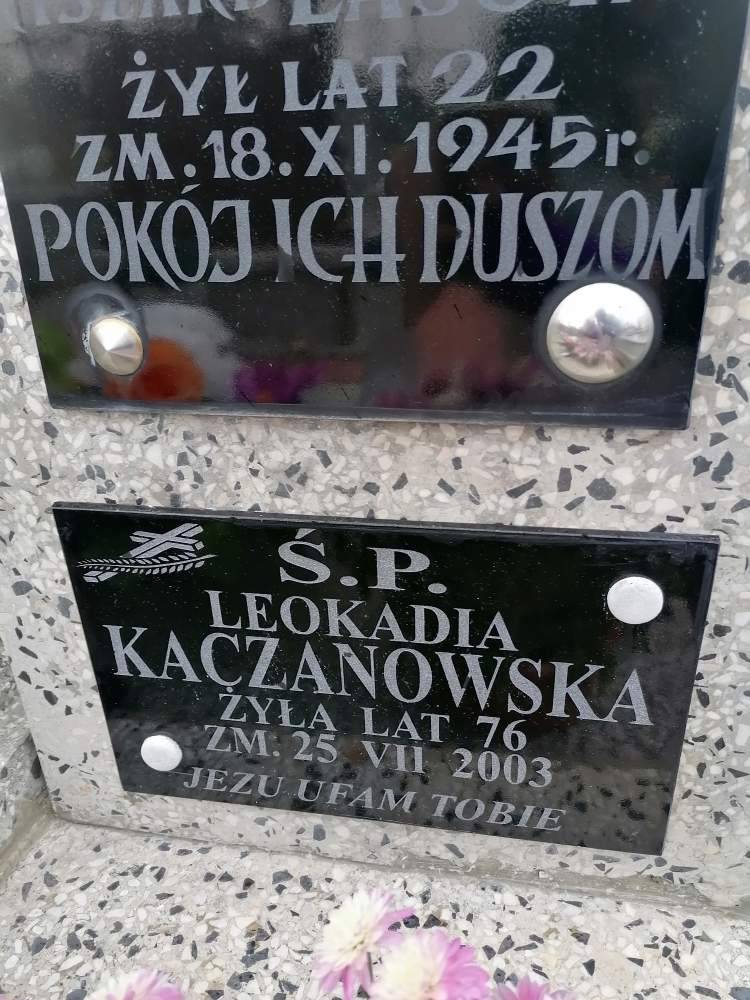 ŻYŁ LAT 22
ZM. 18. XI. 1945 r.
POKÓJ ICH DUSZOM
Ś.P.
LEOKADIA
KACZANOWSKA
ŻYŁA LAT 76
ZM. 25 VII 2003
JEZU UFAM TOBIE